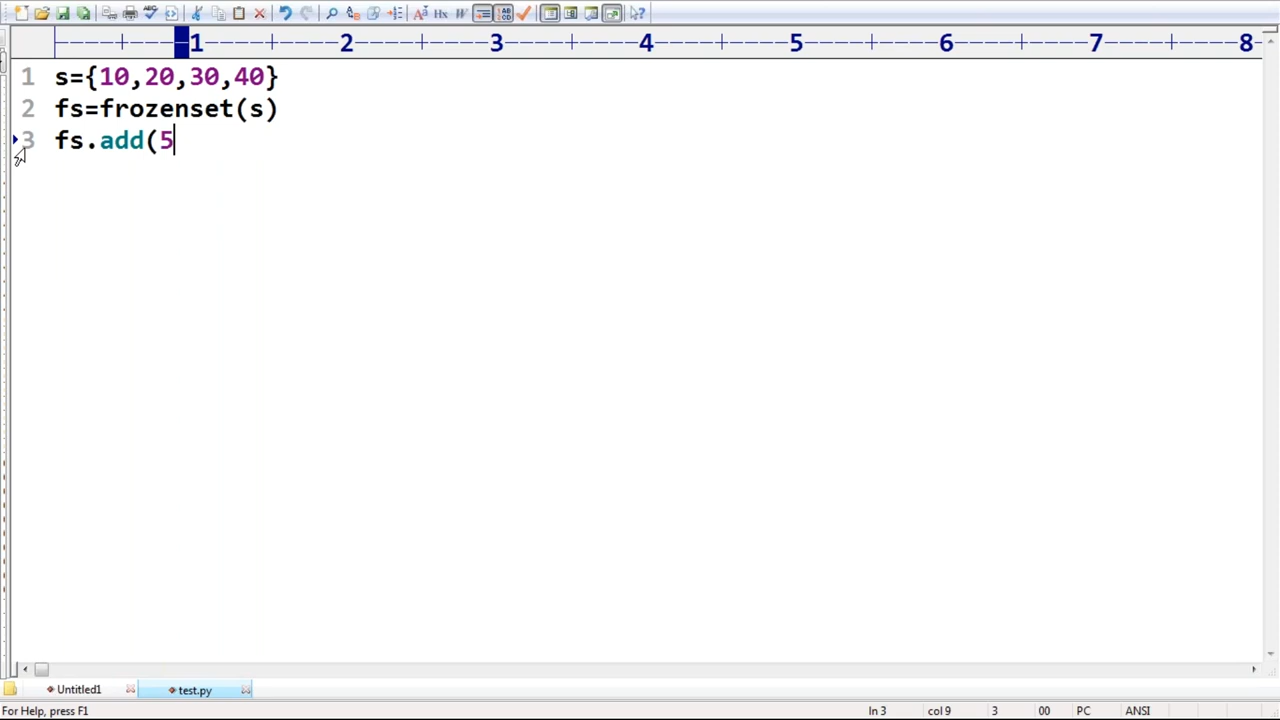 1 2 3 4 5 6 7 8
1 s={10,20,30,40}
2 fs=frozenset(s)
3 fs.add(5
Untitled1 test.py
For Help, press F1 ln 3 col 9 3 00 PC ANSI